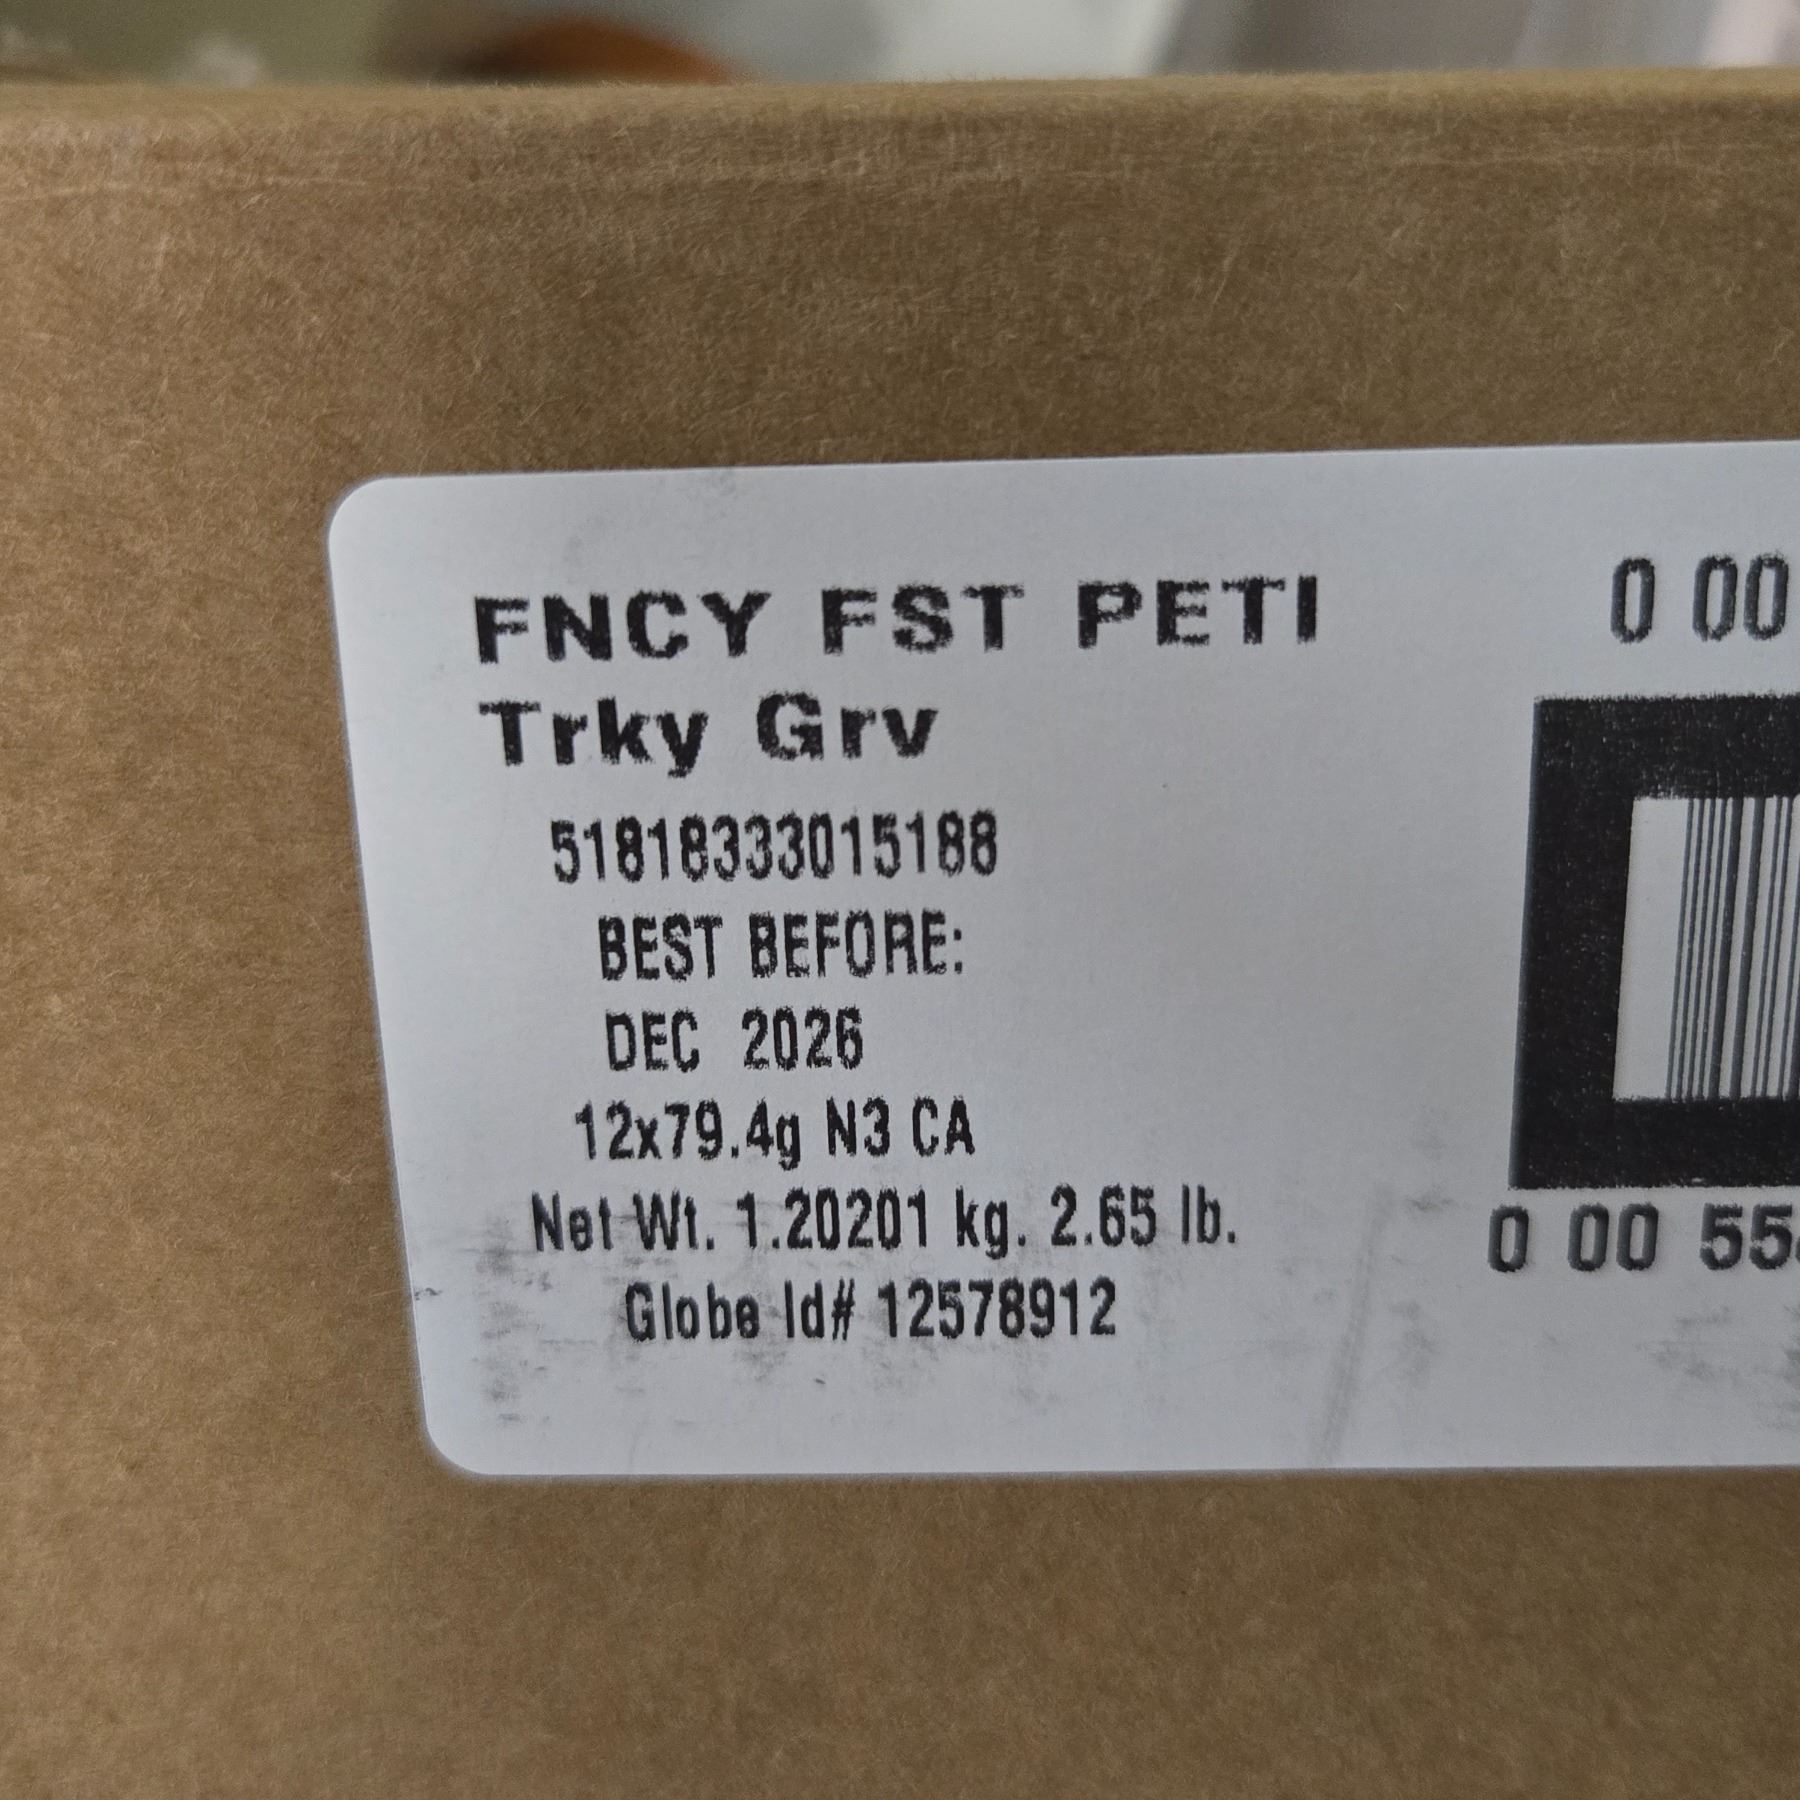 FNCY FST PETI
Trky Grv
51818333015188
BEST BEFORE:
DEC 2026
12x79.4g N3 CA
Net Wt. 1.20201 kg. 2.65 lb.
Globe Id# 12578912
0 00
0 00 55